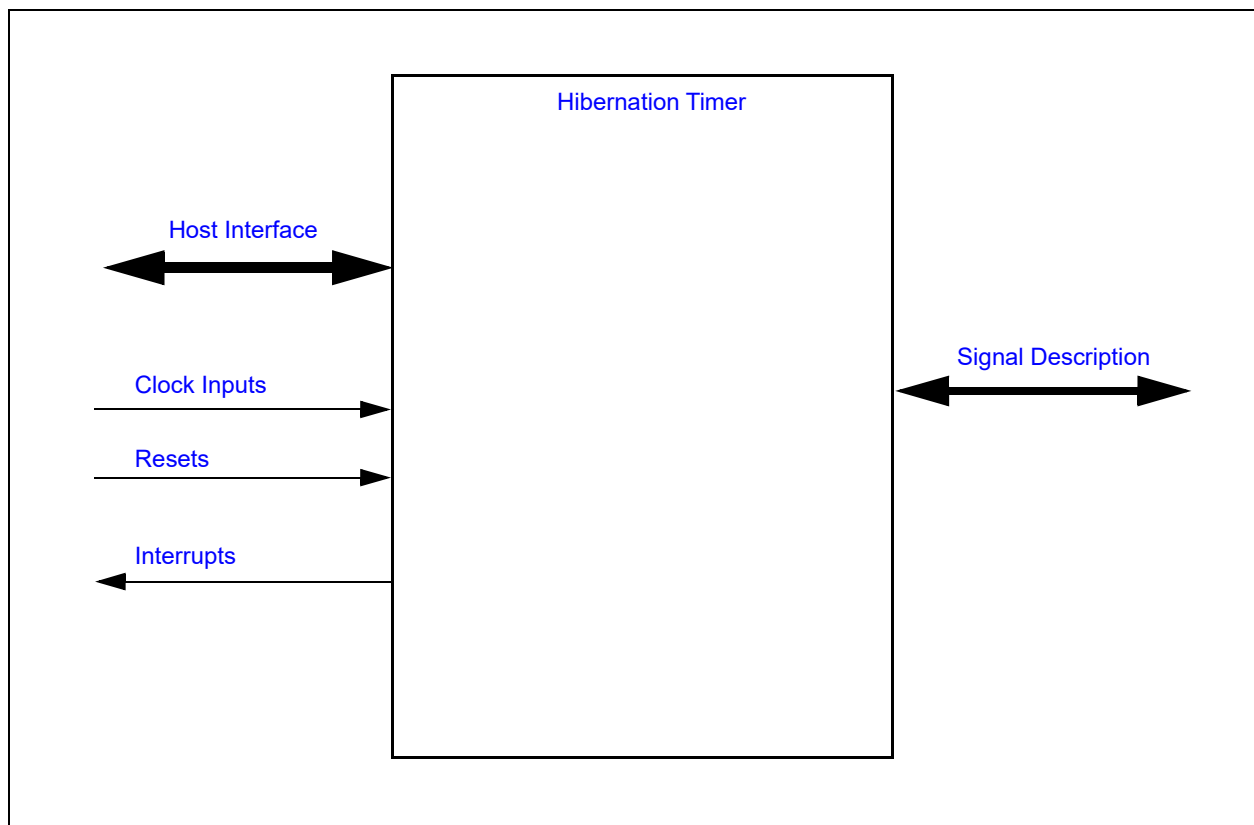 Hibernation Timer
Host Interface
Signal Description
Clock Inputs
Resets
Interrupts